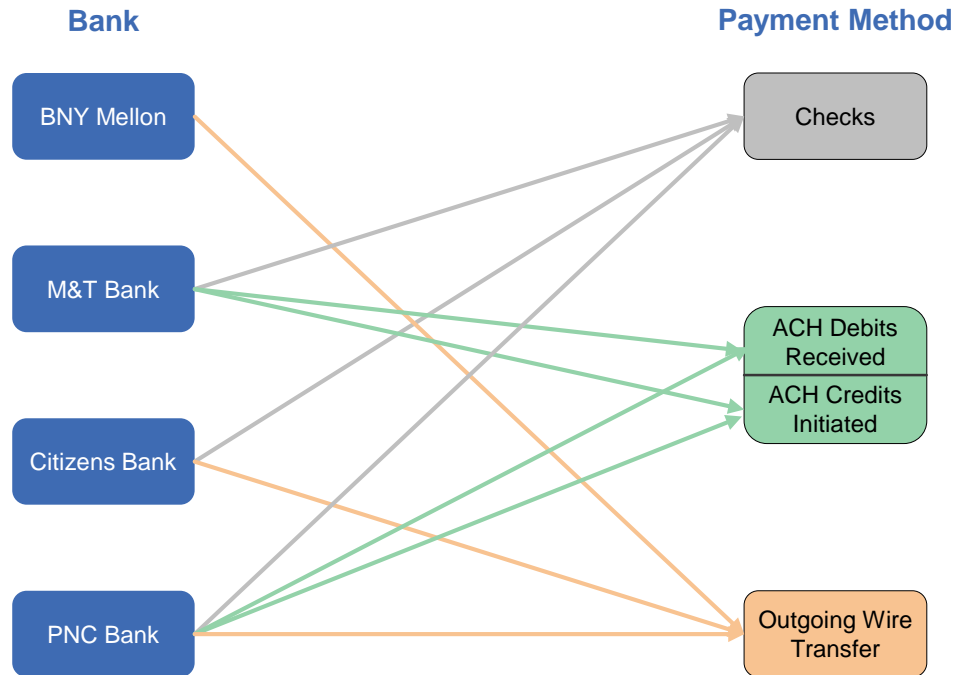 Bank
Payment Method
BNY Mellon
Checks
M&T Bank
ACH Debits
Received
ACH Credits
Initiated
Citizens Bank
PNC Bank
Outgoing Wire
Transfer